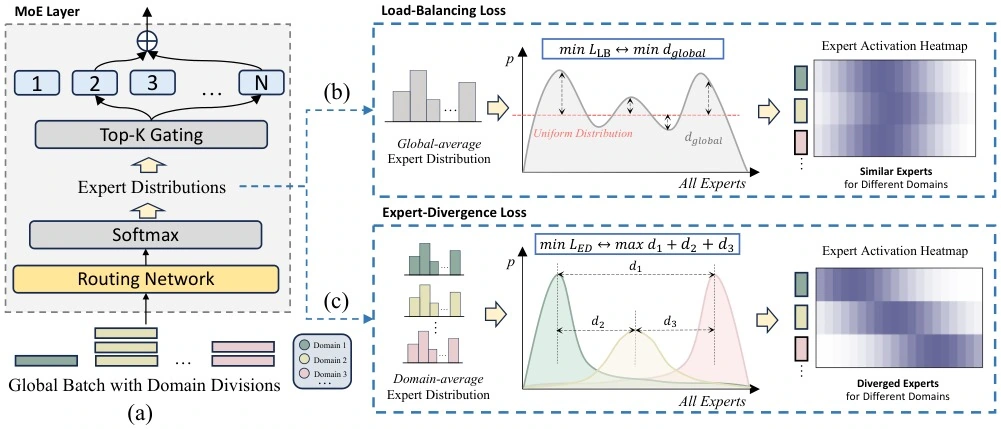 MoE Layer
1
2
3
...
N
Top-K Gating
Expert Distributions
Softmax
Routing Network
...
Global Batch with Domain Divisions
(a)
Domain 1
Domain 2
Domain 3
...
(b)
(c)
Load-Balancing Loss
...
Global-average
Expert Distribution
min L_LB ↔ min d_global
p
Uniform Distribution
d_global
All Experts
Expert Activation Heatmap
⋮
Similar Experts
for Different Domains
Expert-Divergence Loss
...
...
⋮
...
Domain-average
Expert Distribution
min L_ED ↔ max d_1 + d_2 + d_3
p
d_1
d_2
d_3
All Experts
Expert Activation Heatmap
⋮
Diverged Experts
for Different Domains